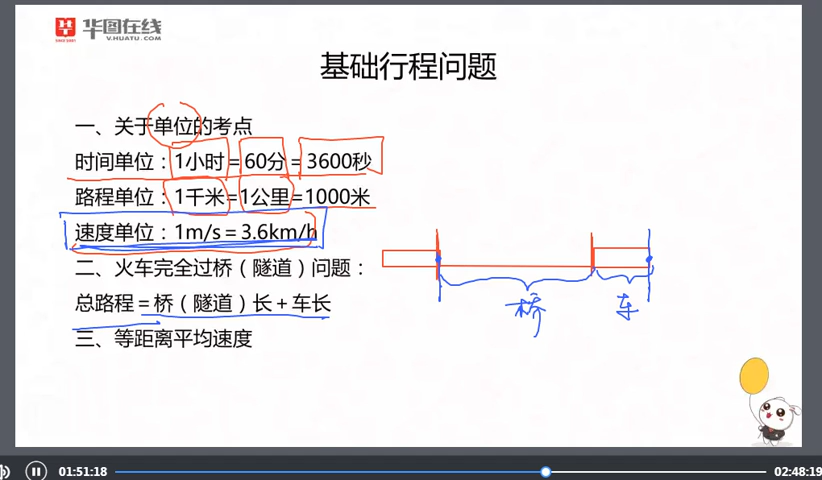 华图在线
V.HUATU.COM
基础行程问题
一、关于单位的考点
时间单位：1小时=60分=3600秒
路程单位：1千米=1公里=1000米
速度单位：1m/s＝3.6km/h
二、火车完全过桥（隧道）问题：
总路程＝桥（隧道）长＋车长
三、等距离平均速度
桥 车
01:51:18 02:48:19